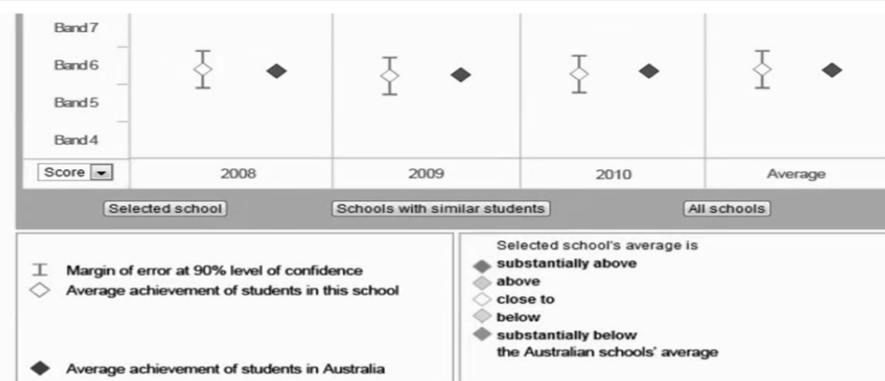 Band 7
Band 6
Band 5
Band 4
Score 2008 2009 2010 Average
Selected school Schools with similar students All schools
Margin of error at 90% level of confidence
Average achievement of students in this school
Average achievement of students in Australia
Selected school's average is
substantially above
above
close to
below
substantially below
the Australian schools' average